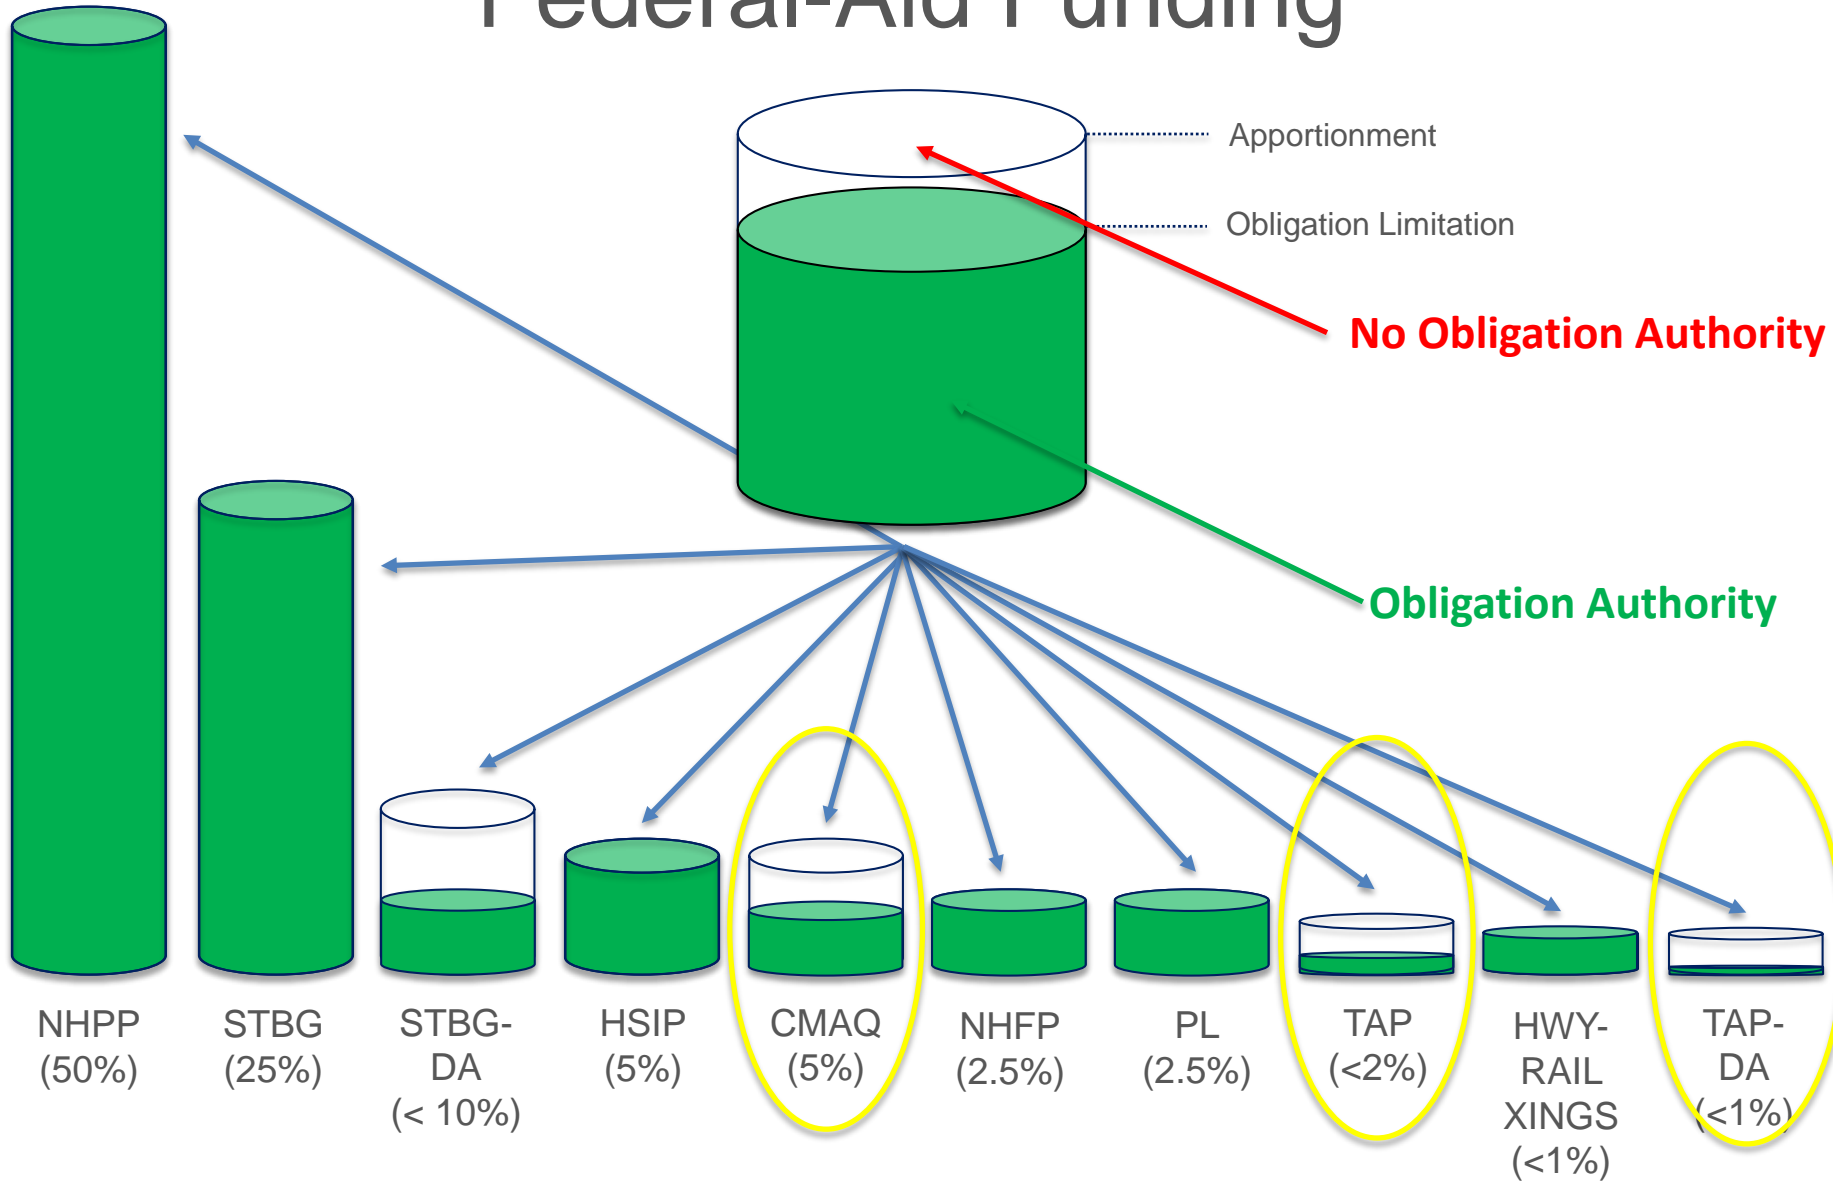 Federal-Aid Funding
Apportionment
Obligation Limitation
No Obligation Authority
Obligation Authority
NHPP
(50%)
STBG
(25%)
STBG-
DA
(< 10%)
HSIP
(5%)
CMAQ
(5%)
NHFP
(2.5%)
PL
(2.5%)
TAP
(<2%)
HWY-
RAIL
XINGS
(<1%)
TAP-
DA
(<1%)